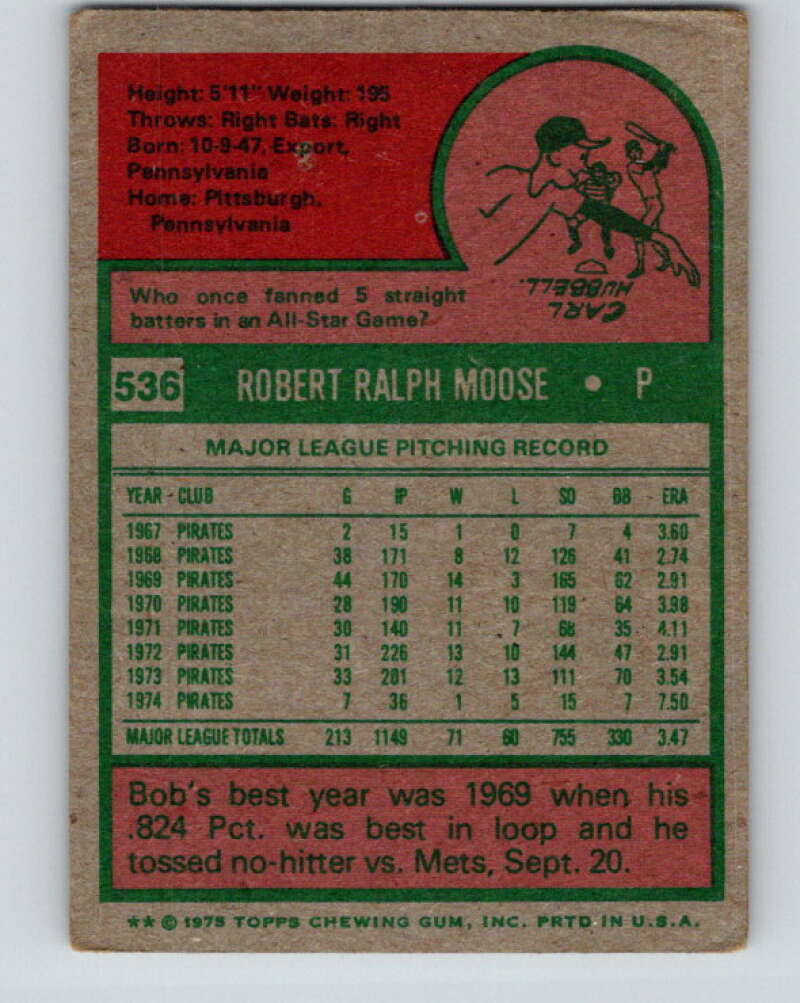 Height: 5'11" Weight: 195
Throws: Right Bats: Right
Born: 10-9-47, Export,
Pennsylvania
Home: Pittsburgh,
Pennsylvania
CARL
HUBBELL.
Who once fanned 5 straight
batters in an All-Star Game?
536 ROBERT RALPH MOOSE • P
MAJOR LEAGUE PITCHING RECORD
YEAR - CLUB G IP W L SO BB ERA
1967 PIRATES 2 15 1 0 7 4 3.60
1968 PIRATES 38 171 8 12 126 41 2.74
1969 PIRATES 44 170 14 3 165 62 2.91
1970 PIRATES 28 190 11 10 119 64 3.98
1971 PIRATES 30 140 11 7 68 35 4.11
1972 PIRATES 31 226 13 10 144 47 2.91
1973 PIRATES 33 201 12 13 111 70 3.54
1974 PIRATES 7 36 1 5 15 7 7.50
MAJOR LEAGUE TOTALS 213 1149 71 60 755 330 3.47
Bob's best year was 1969 when his
.824 Pct. was best in loop and he
tossed no-hitter vs. Mets, Sept. 20.
** © 1975 TOPPS CHEWING GUM, INC. PRTD IN U.S.A.